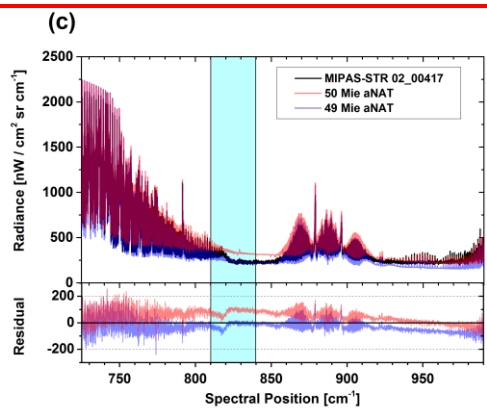 (c)
2500
2000
1500
1000
500
0
Radiance [nW / cm² sr cm⁻¹]
MIPAS-STR 02_00417
50 Mie aNAT
49 Mie aNAT
200
0
-200
Residual
750 800 850 900 950
Spectral Position [cm⁻¹]